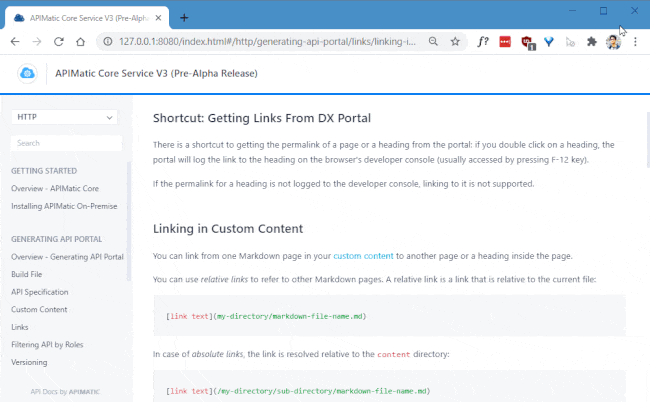 APIMatic Core Service V3 (Pre-Alpha
127.0.0.1:8080/index.html#/http/generating-api-portal/links/linking-i...
f?
1
APIMatic Core Service V3 (Pre-Alpha Release)
HTTP
Search
GETTING STARTED
Overview - APIMatic Core
Installing APIMatic On-Premise
GENERATING API PORTAL
Overview - Generating API Portal
Build File
API Specification
Custom Content
Links
Filtering API by Roles
Versioning
API Docs by APIMATIC
Shortcut: Getting Links From DX Portal
There is a shortcut to getting the permalink of a page or a heading from the portal: if you double click on a heading, the
portal will log the link to the heading on the browser's developer console (usually accessed by pressing F-12 key).
If the permalink for a heading is not logged to the developer console, linking to it is not supported.
Linking in Custom Content
You can link from one Markdown page in your custom content to another page or a heading inside the page.
You can use relative links to refer to other Markdown pages. A relative link is a link that is relative to the current file:
[link text](my-directory/markdown-file-name.md)
In case of absolute links, the link is resolved relative to the content directory:
[link text](/my-directory/sub-directory/markdown-file-name.md)